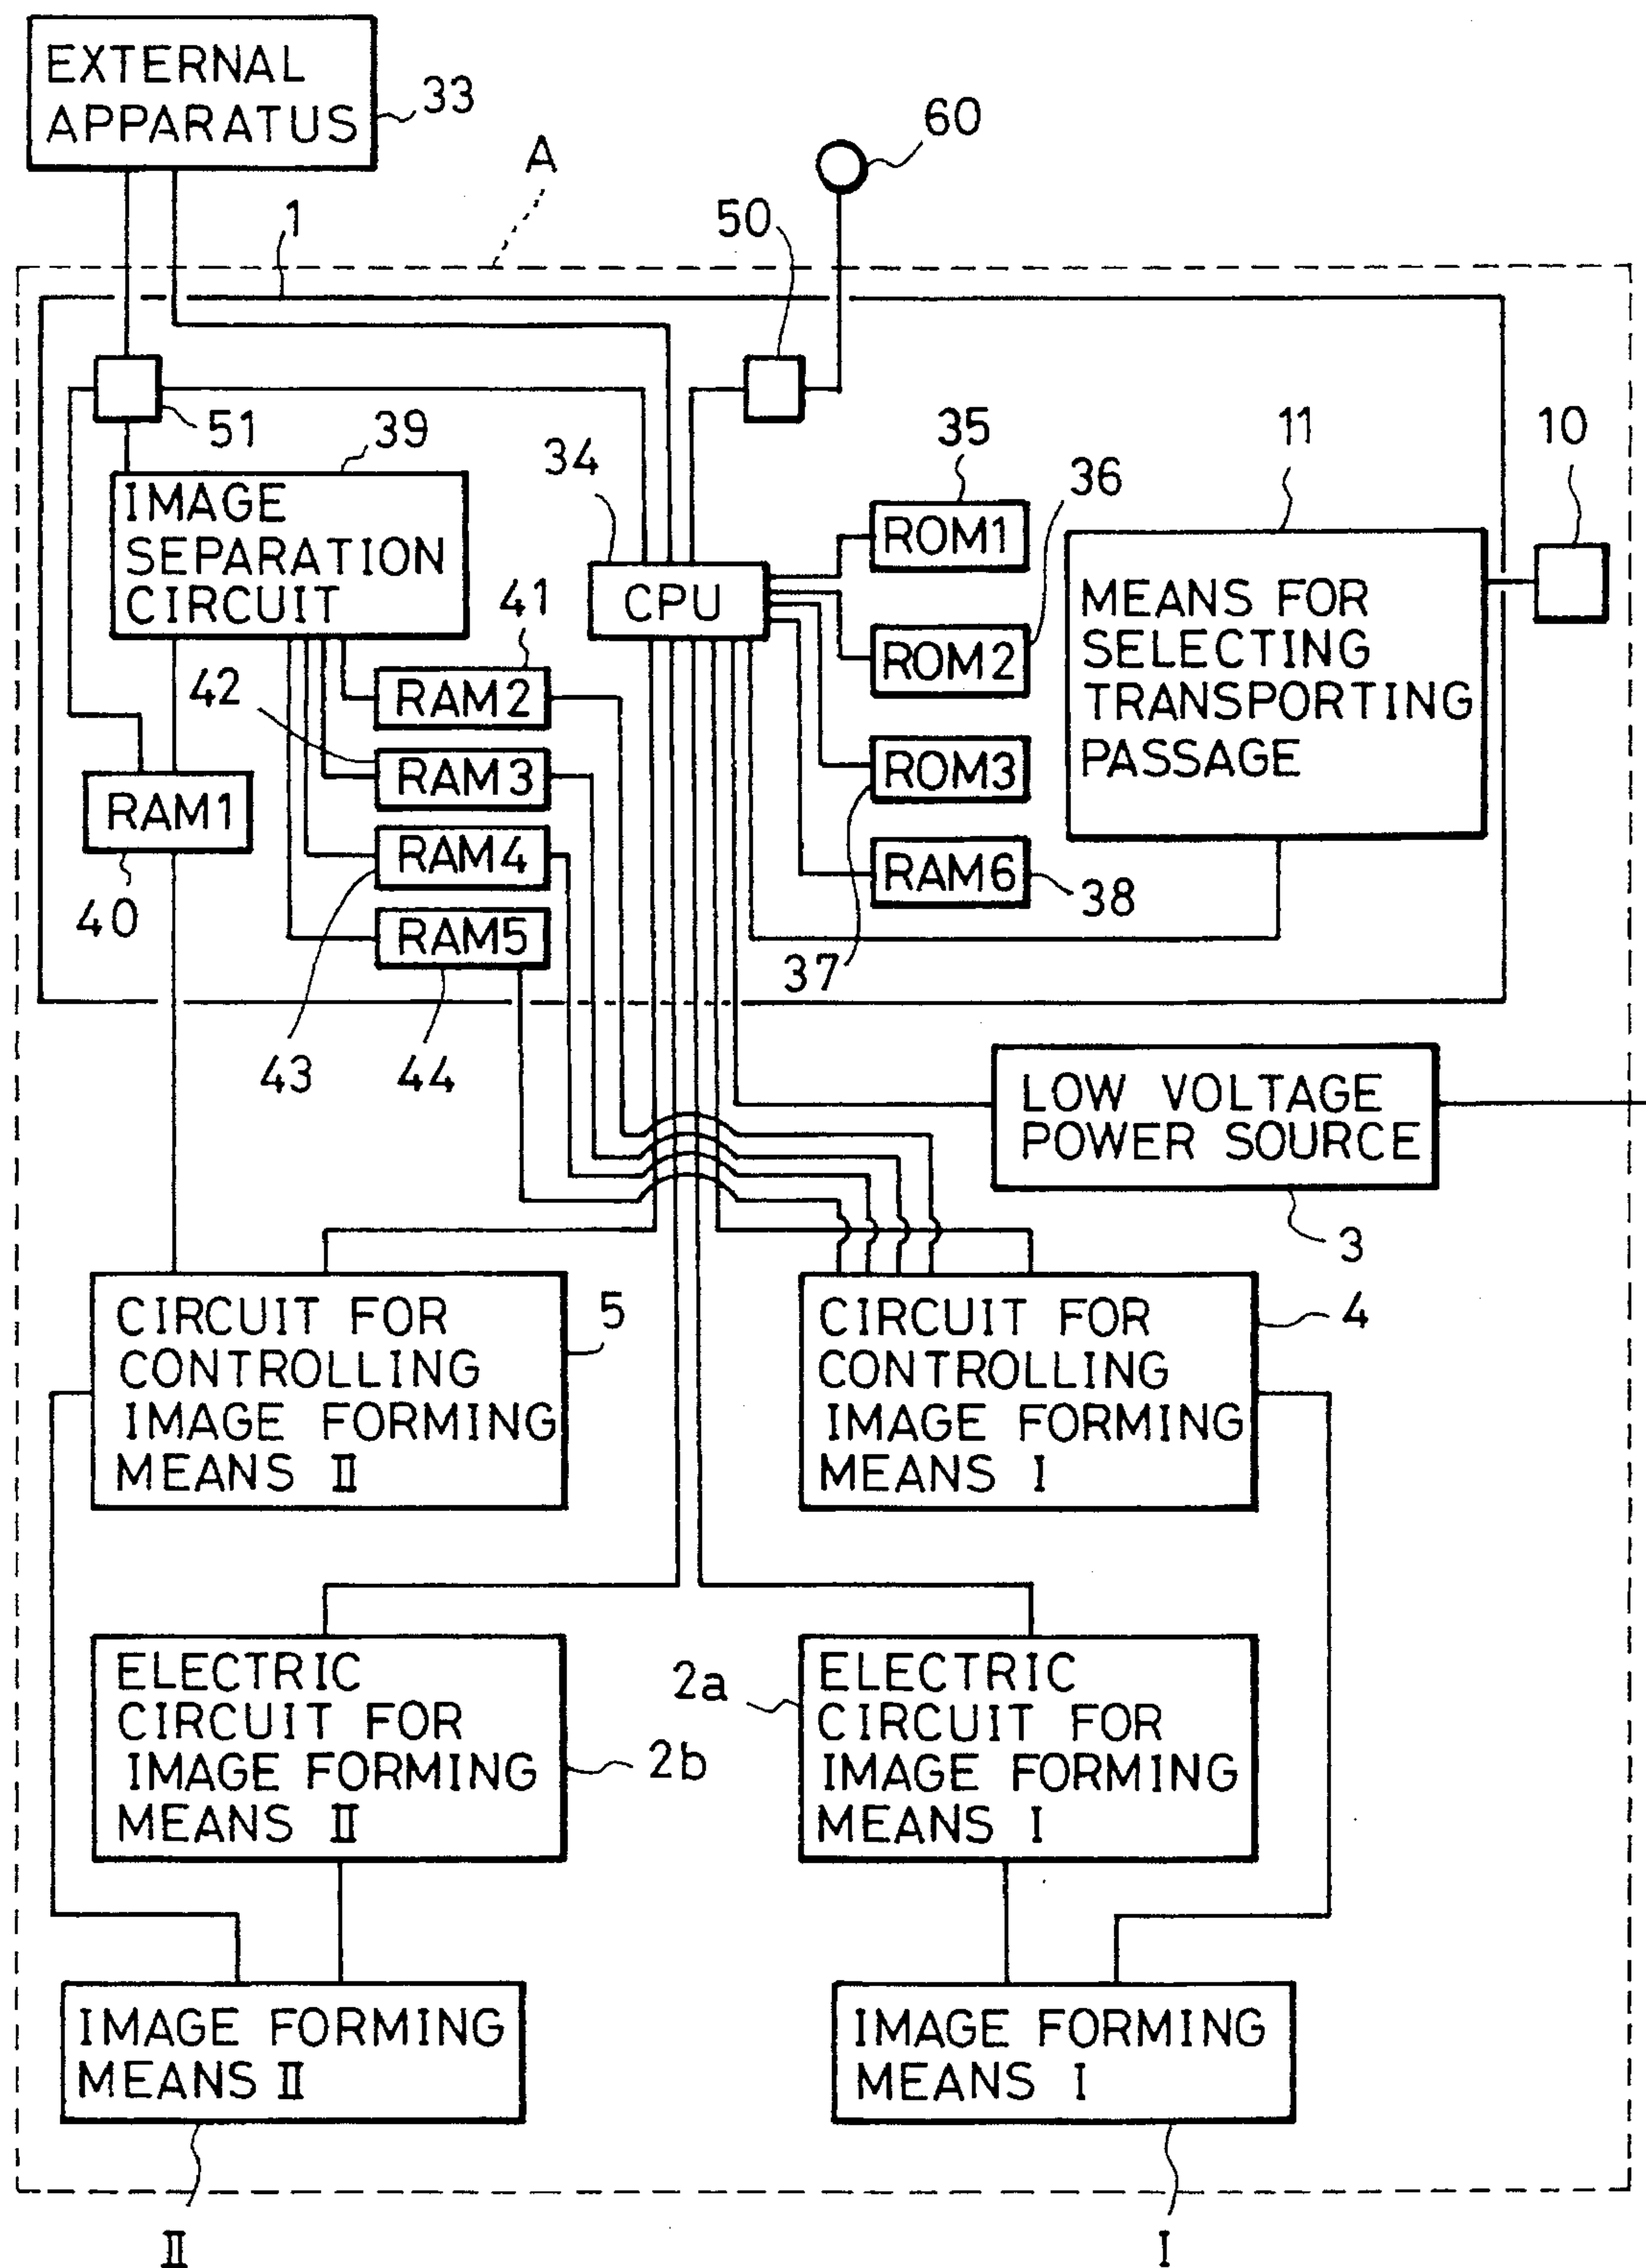 EXTERNAL
APPARATUS
33
A
60
1
50
51
39
34
35
36
11
10
IMAGE
SEPARATION
CIRCUIT
CPU
ROM1
ROM2
ROM3
RAM6
37
38
MEANS FOR
SELECTING
TRANSPORTING
PASSAGE
41
42
RAM2
RAM3
RAM4
RAM5
RAM1
40
43
44
LOW VOLTAGE
POWER SOURCE
3
CIRCUIT FOR
CONTROLLING
IMAGE FORMING
MEANS II
5
CIRCUIT FOR
CONTROLLING
IMAGE FORMING
MEANS I
4
ELECTRIC
CIRCUIT FOR
IMAGE FORMING
MEANS II
2b
2a
ELECTRIC
CIRCUIT FOR
IMAGE FORMING
MEANS I
IMAGE FORMING
MEANS II
IMAGE FORMING
MEANS I
II
I